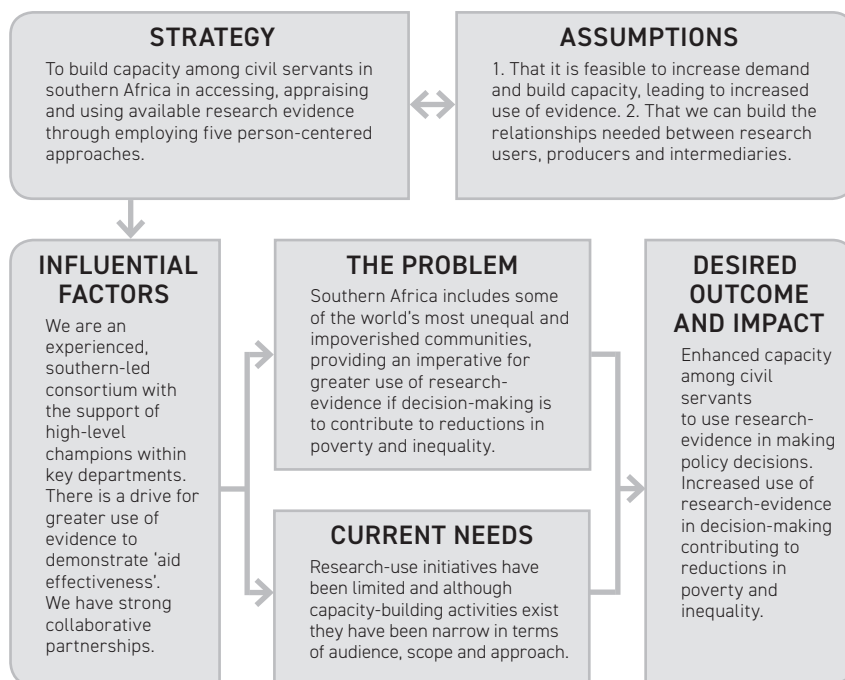 STRATEGY
To build capacity among civil servants in
southern Africa in accessing, appraising
and using available research evidence
through employing five person-centered
approaches.
ASSUMPTIONS
1. That it is feasible to increase demand
and build capacity, leading to increased
use of evidence. 2. That we can build the
relationships needed between research
users, producers and intermediaries.
INFLUENTIAL
FACTORS
We are an
experienced,
southern-led
consortium with
the support of
high-level
champions within
key departments.
There is a drive for
greater use of
evidence to
demonstrate ‘aid
effectiveness’.
We have strong
collaborative
partnerships.
THE PROBLEM
Southern Africa includes some
of the world’s most unequal and
impoverished communities,
providing an imperative for
greater use of research-
evidence if decision-making is
to contribute to reductions in
poverty and inequality.
CURRENT NEEDS
Research-use initiatives have
been limited and although
capacity-building activities exist
they have been narrow in terms
of audience, scope and approach.
DESIRED
OUTCOME
AND IMPACT
Enhanced capacity
among civil
servants
to use research-
evidence in making
policy decisions.
Increased use of
research-evidence
in decision-making
contributing to
reductions in
poverty and
inequality.